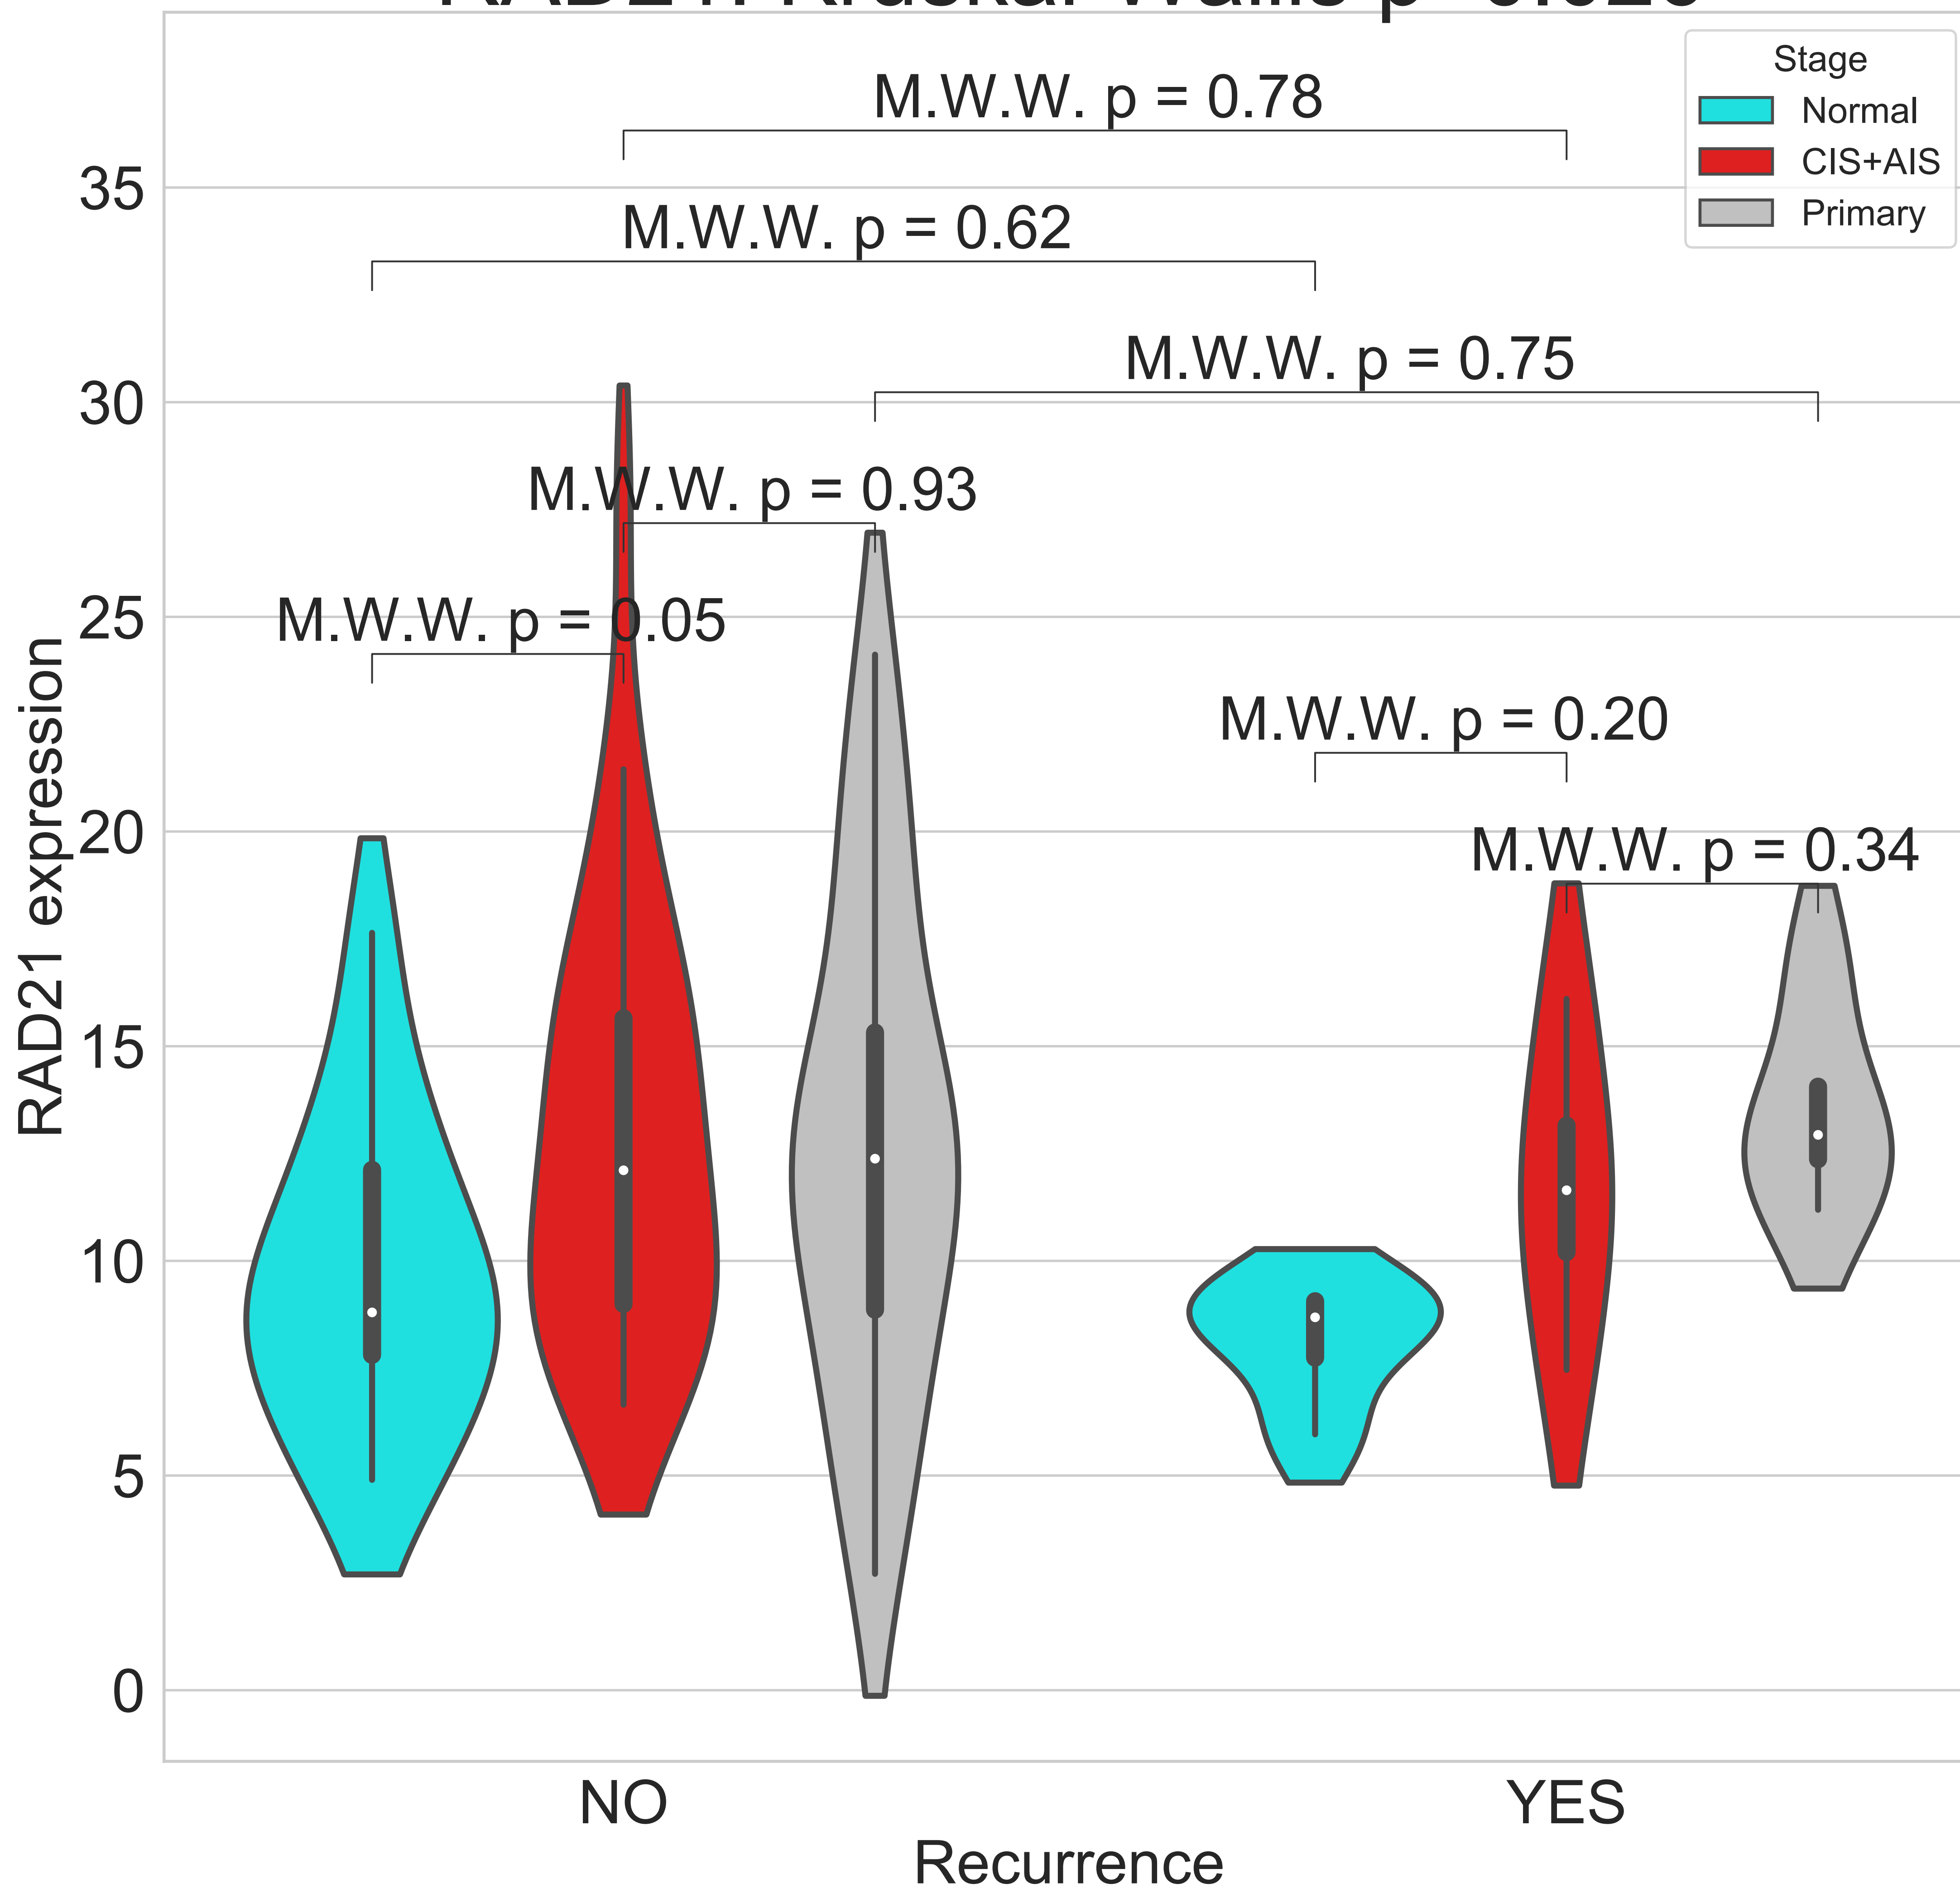 Stage
Normal
CIS+AIS
Primary
M.W.W. p = 0.78
M.W.W. p = 0.62
M.W.W. p = 0.75
M.W.W. p = 0.93
M.W.W. p = 0.05
M.W.W. p = 0.20
M.W.W. p = 0.34
35
30
25
20
15
10
5
0
RAD21 expression
NO
YES
Recurrence